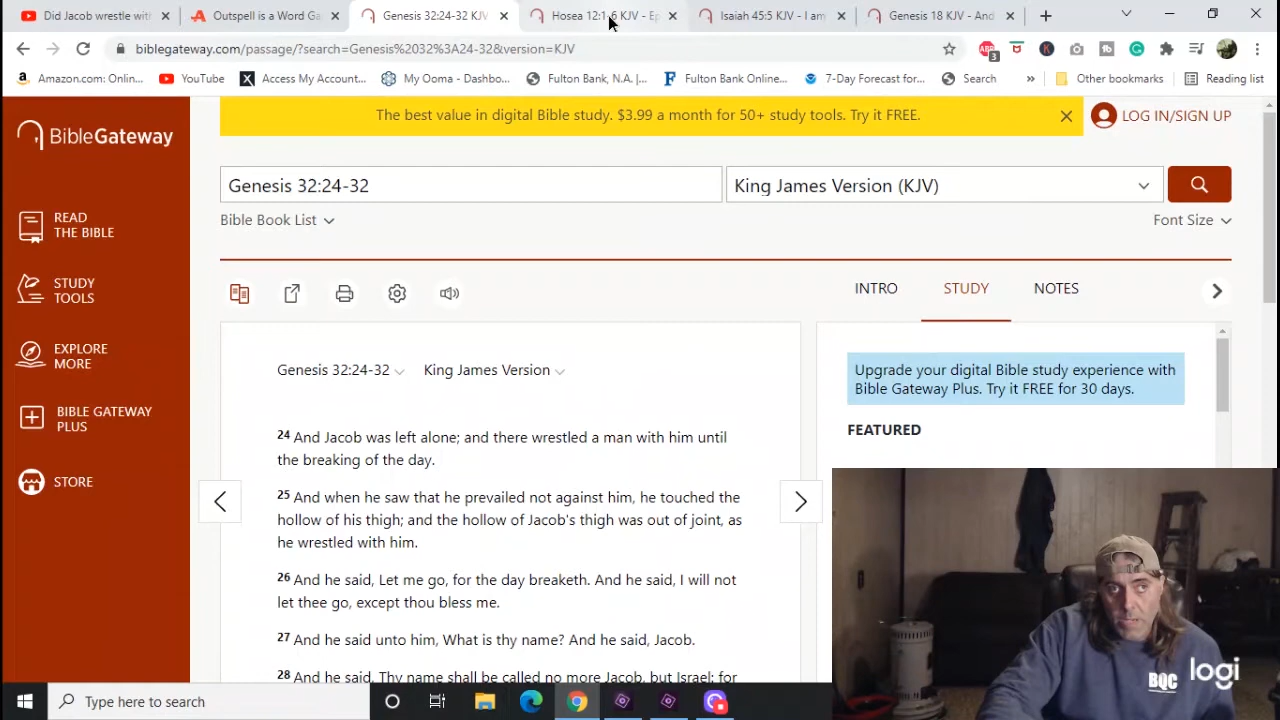 Did Jacob wrestle wit
Outspell is a Word Ga
Genesis 32:24-32 KJV
Hosea 12:1-6 KJV - Ep
Isaiah 45:5 KJV - I am
Genesis 18 KJV - And
biblegateway.com/passage/?search=Genesis%2032%3A24-32&version=KJV
ABP
3
K
G
a Amazon.com: Onlin...
YouTube
X Access My Account...
My Ooma - Dashbo...
Fulton Bank, N.A. |...
F Fulton Bank Online...
7-Day Forecast for...
Search
»
Other bookmarks
Reading list
BibleGateway
The best value in digital Bible study. $3.99 a month for 50+ study tools. Try it FREE.
LOG IN/SIGN UP
Genesis 32:24-32
King James Version (KJV)
Bible Book List
Font Size
READ
THE BIBLE
STUDY
TOOLS
EXPLORE
MORE
BIBLE GATEWAY
PLUS
STORE
INTRO
STUDY
NOTES
Genesis 32:24-32
King James Version
Upgrade your digital Bible study experience with
Bible Gateway Plus. Try it FREE for 30 days.
FEATURED
24 And Jacob was left alone; and there wrestled a man with him until
the breaking of the day.
25 And when he saw that he prevailed not against him, he touched the
hollow of his thigh; and the hollow of Jacob's thigh was out of joint, as
he wrestled with him.
26 And he said, Let me go, for the day breaketh. And he said, I will not
let thee go, except thou bless me.
27 And he said unto him, What is thy name? And he said, Jacob.
28 And he said, Thy name shall be called no more Jacob, but Israel: for
BQC
logi
Type here to search